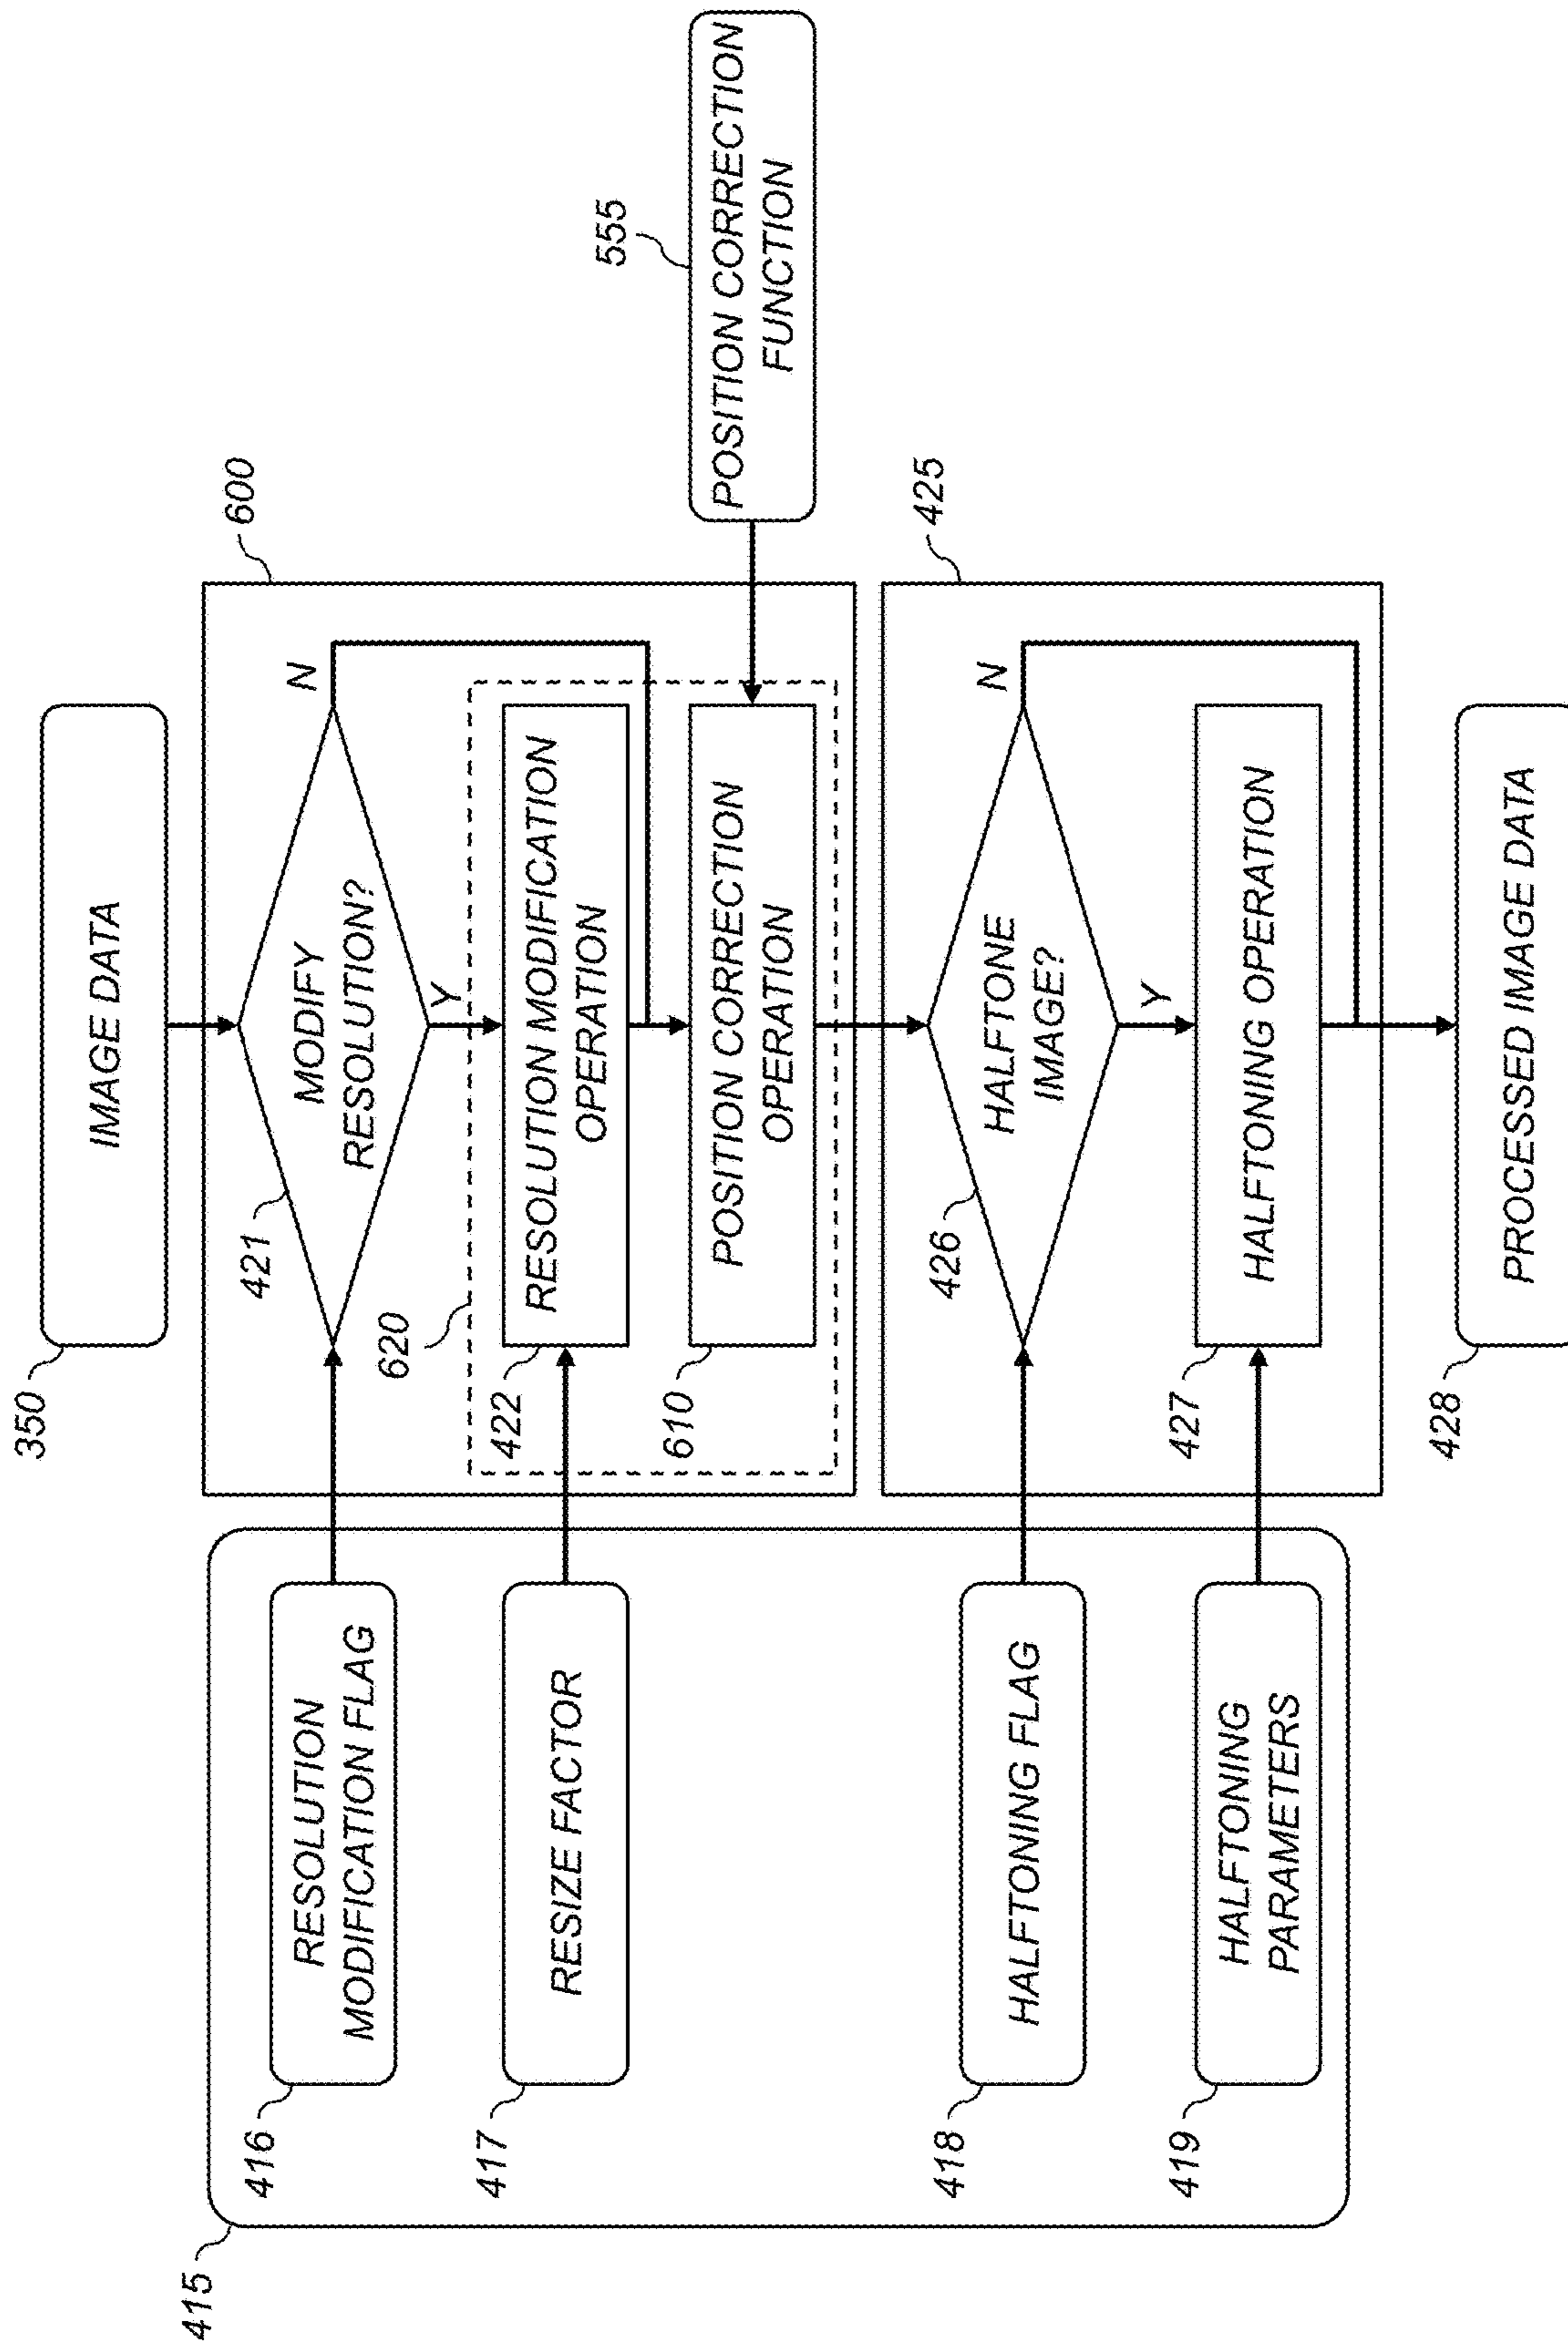 350
IMAGE DATA
600
421
MODIFY
RESOLUTION?
N
Y
620
422
RESOLUTION MODIFICATION
OPERATION
610
POSITION CORRECTION
OPERATION
555
POSITION CORRECTION
FUNCTION
415
416
RESOLUTION
MODIFICATION FLAG
417
RESIZE FACTOR
418
HALFTONING FLAG
419
HALFTONING
PARAMETERS
425
426
HALFTONE
IMAGE?
N
Y
427
HALFTONING OPERATION
428
PROCESSED IMAGE DATA